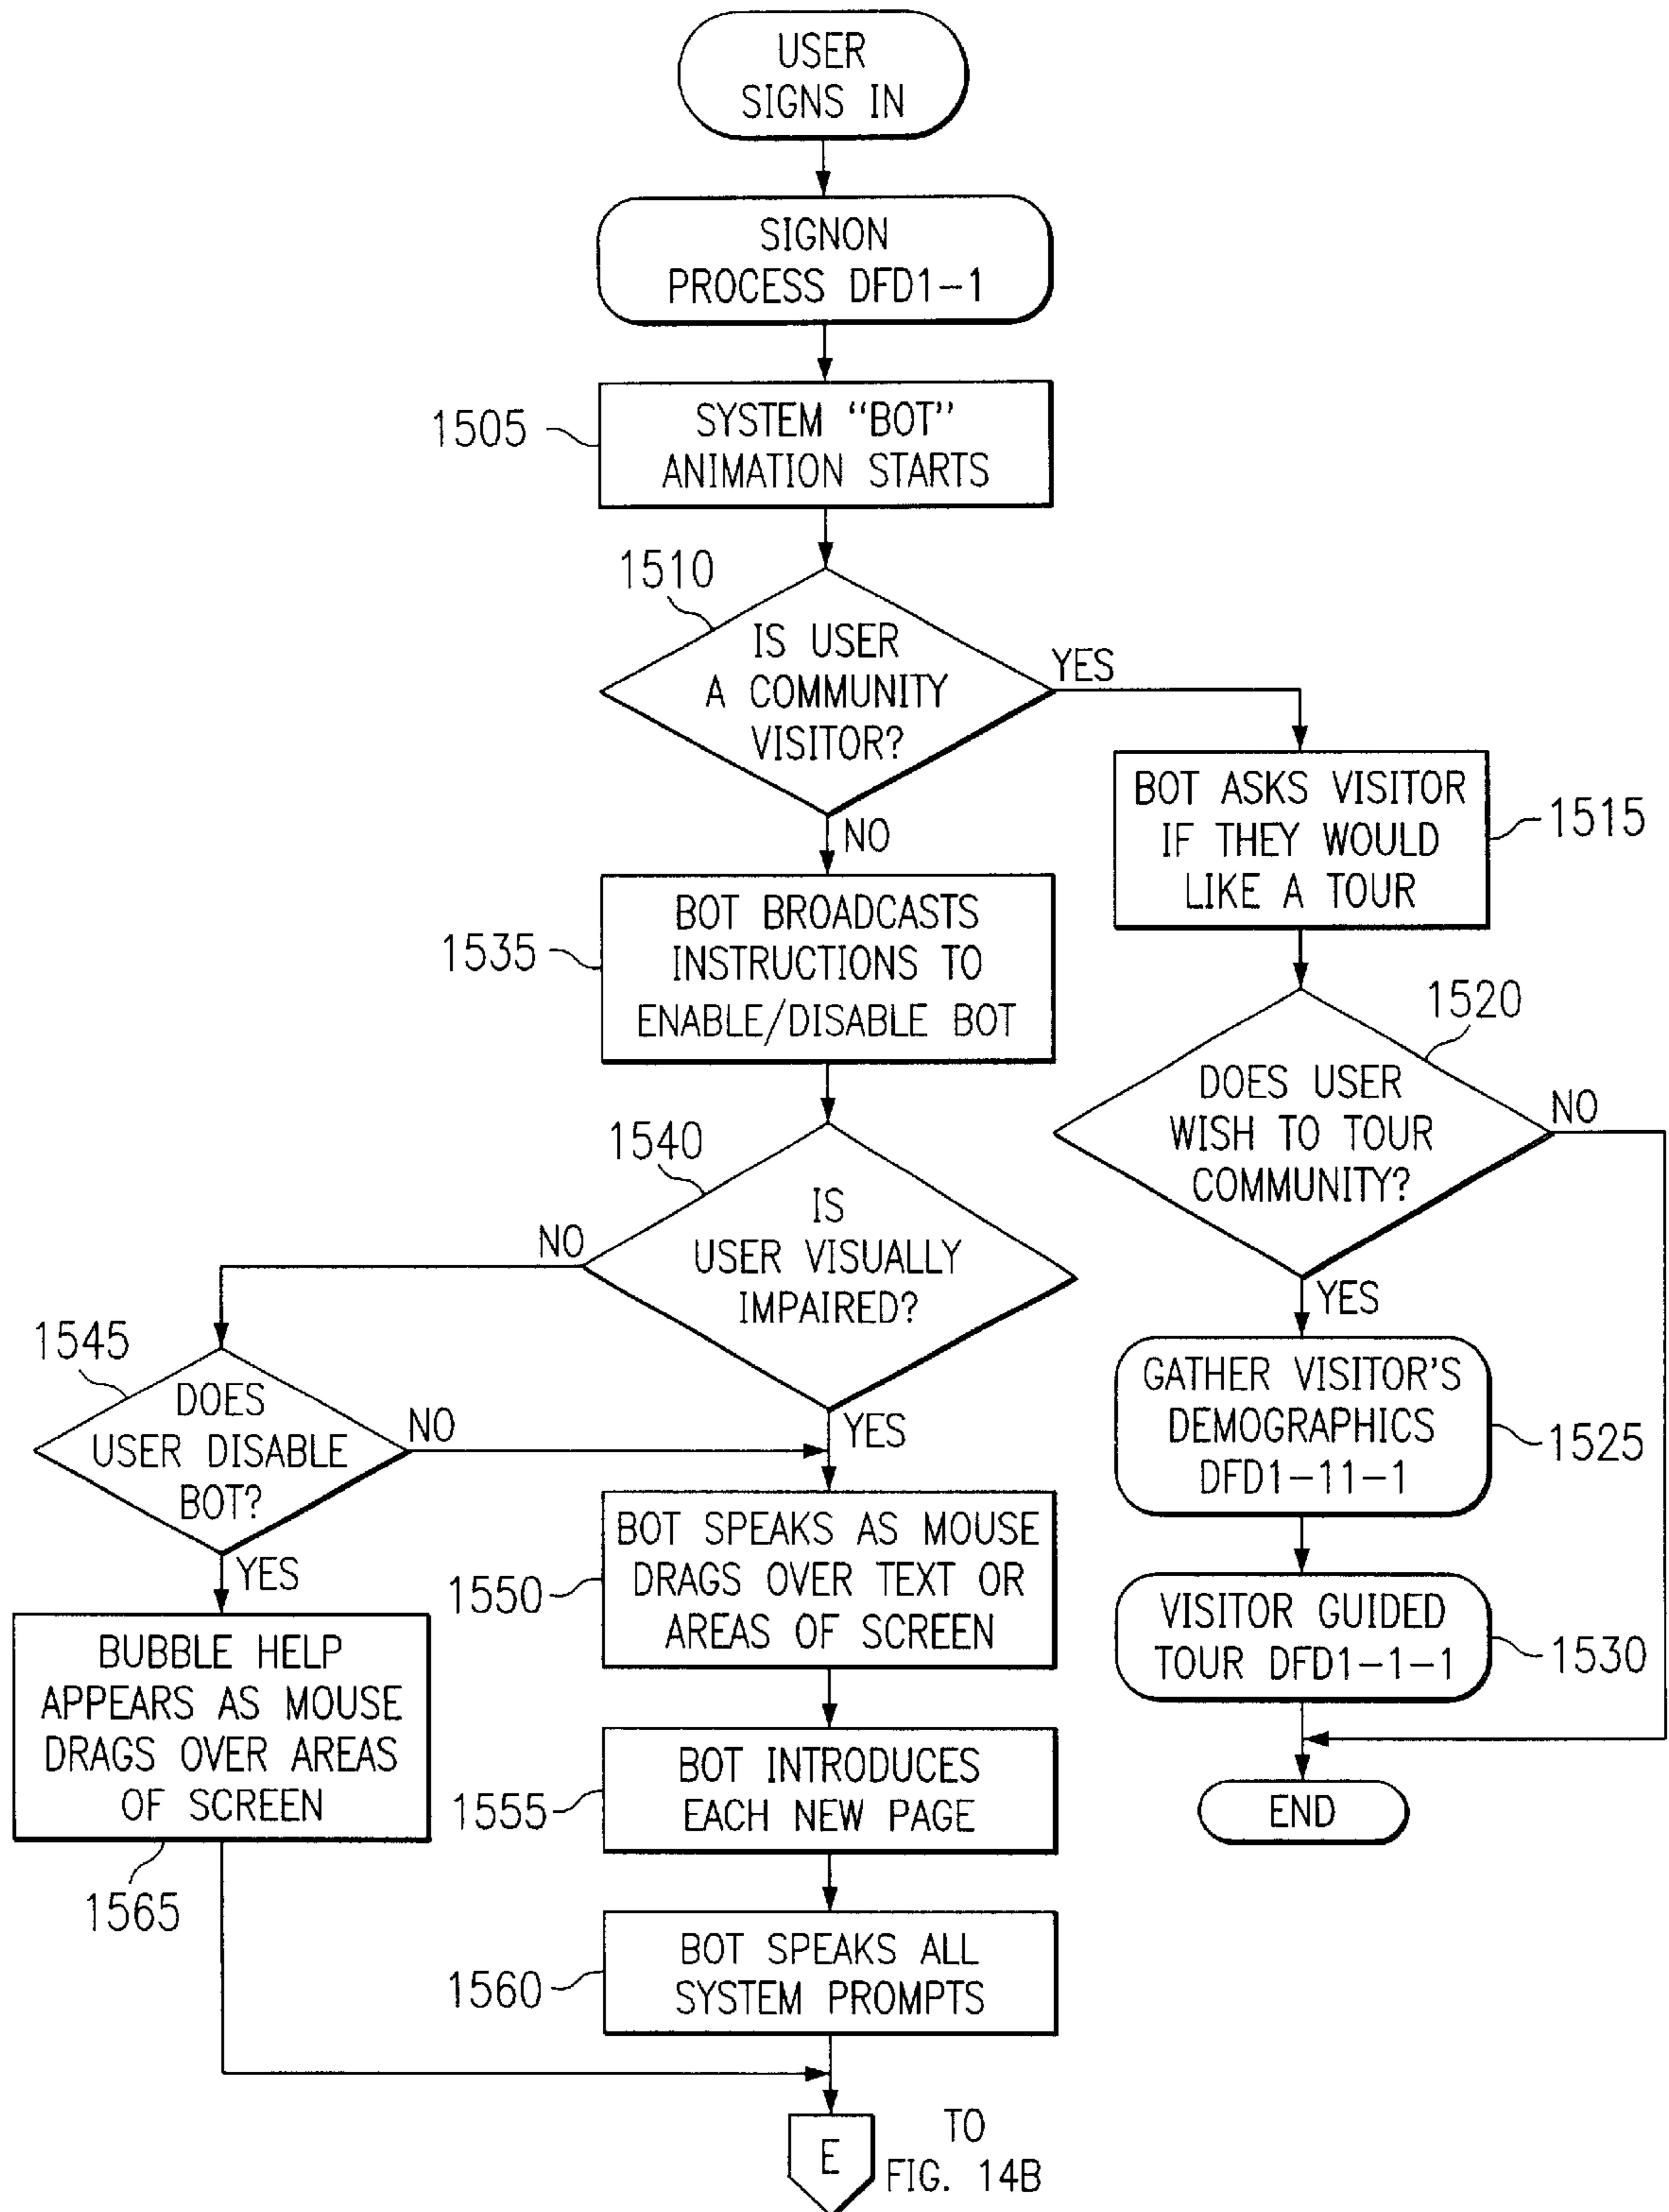 USER
SIGNS IN
SIGNON
PROCESS DFD1-1
1505
SYSTEM "BOT"
ANIMATION STARTS
1510
IS USER
A COMMUNITY
VISITOR?
YES
NO
BOT ASKS VISITOR
IF THEY WOULD
LIKE A TOUR
1515
1535
BOT BROADCASTS
INSTRUCTIONS TO
ENABLE/DISABLE BOT
1520
DOES USER
WISH TO TOUR
COMMUNITY?
NO
YES
1540
IS
USER VISUALLY
IMPAIRED?
NO
YES
1545
DOES
USER DISABLE
BOT?
NO
YES
GATHER VISITOR'S
DEMOGRAPHICS
DFD1-11-1
1525
1550
BOT SPEAKS AS MOUSE
DRAGS OVER TEXT OR
AREAS OF SCREEN
VISITOR GUIDED
TOUR DFD1-1-1
1530
BUBBLE HELP
APPEARS AS MOUSE
DRAGS OVER AREAS
OF SCREEN
1565
1555
BOT INTRODUCES
EACH NEW PAGE
END
1560
BOT SPEAKS ALL
SYSTEM PROMPTS
E
TO
FIG. 14B